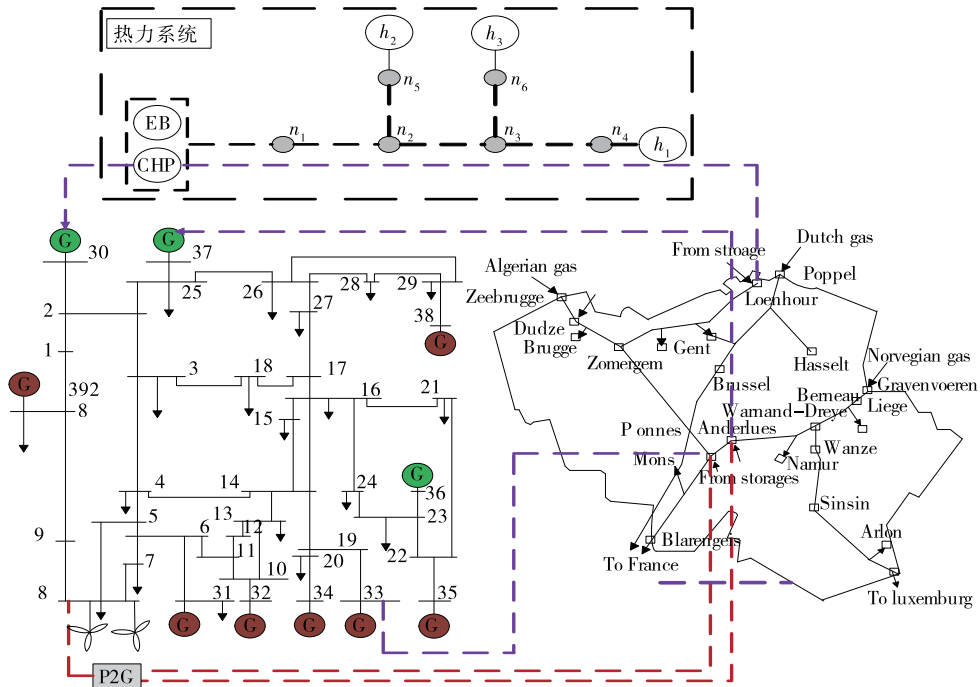 热力系统
h2
h3
n5
n6
EB
n1
n2
n3
n4
h1
CHP
G
30
G
37
25
26
27
28
29
38
G
2
1
3
18
17
16
21
15
G
392
8
4
14
24
G
36
23
5
6
13
12
11
10
19
20
22
9
7
8
31
32
34
33
35
G
G
G
G
G
P2G
From stroage
Dutch gas
Poppel
Algerian gas
Zeebrugge
Loenhour
Dudze
Brugge
Zomergem
Gent
Hasselt
Norvegian gas
Brussel
Berneau
Gravenvoeren
Liege
Warnand-Dreye
Anderlues
P onnes
Mons
Wanze
Namur
From storages
Sinsin
Blarengers
Arlon
To France
To luxemburg